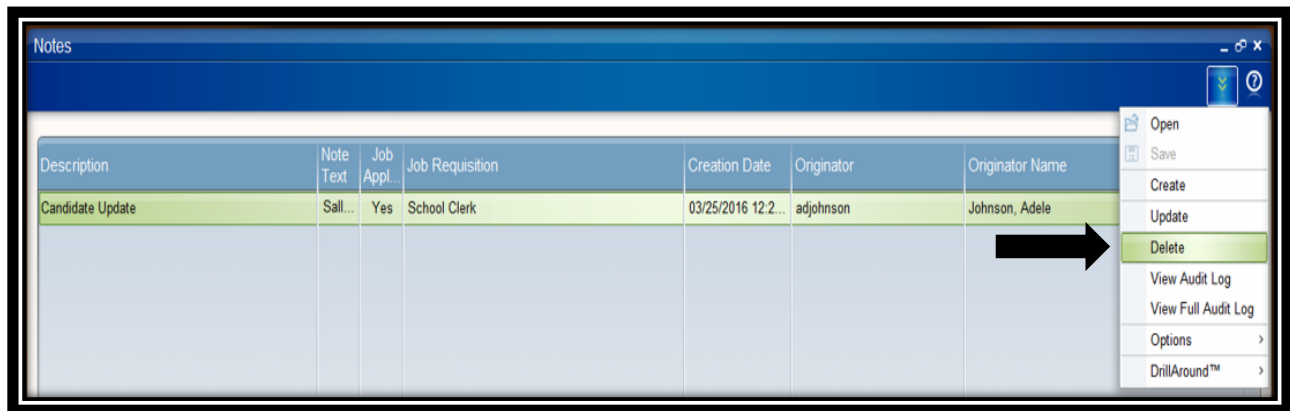 Notes
Open
Save
Create
Update
Delete
View Audit Log
View Full Audit Log
Options
DrillAround™
Description Note Text Job Appl... Job Requisition Creation Date Originator Originator Name
Candidate Update Sall... Yes School Clerk 03/25/2016 12:2... adjohnson Johnson, Adele